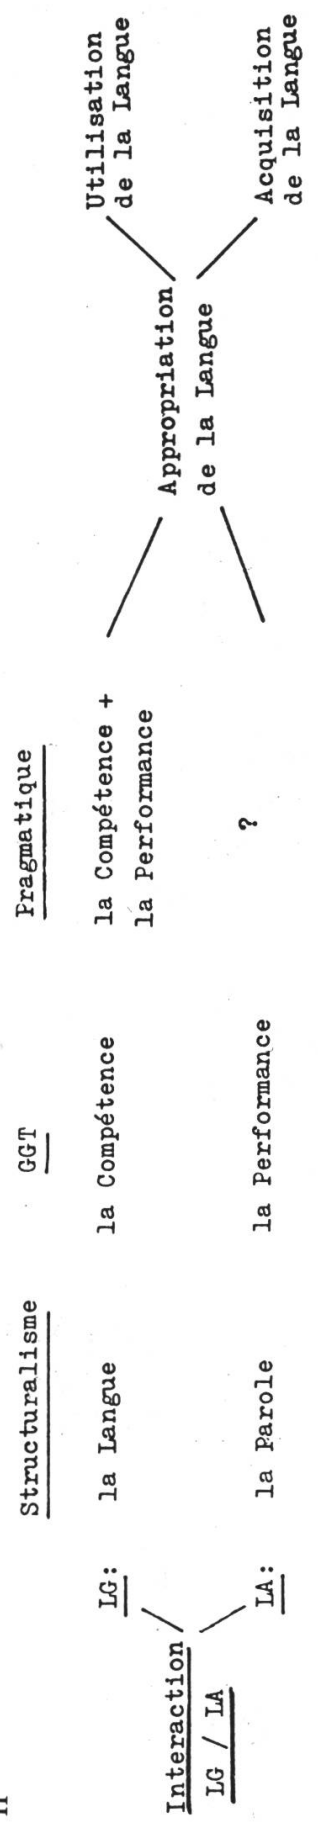 Structuralisme GGT Pragmatique
LG: la Langue la Compétence la Compétence + Utilisation
la Performance de la Langue
Interaction Appropriation
LG / LA de la Langue
LA: la Parole la Performance ? Acquisition
de la Langue